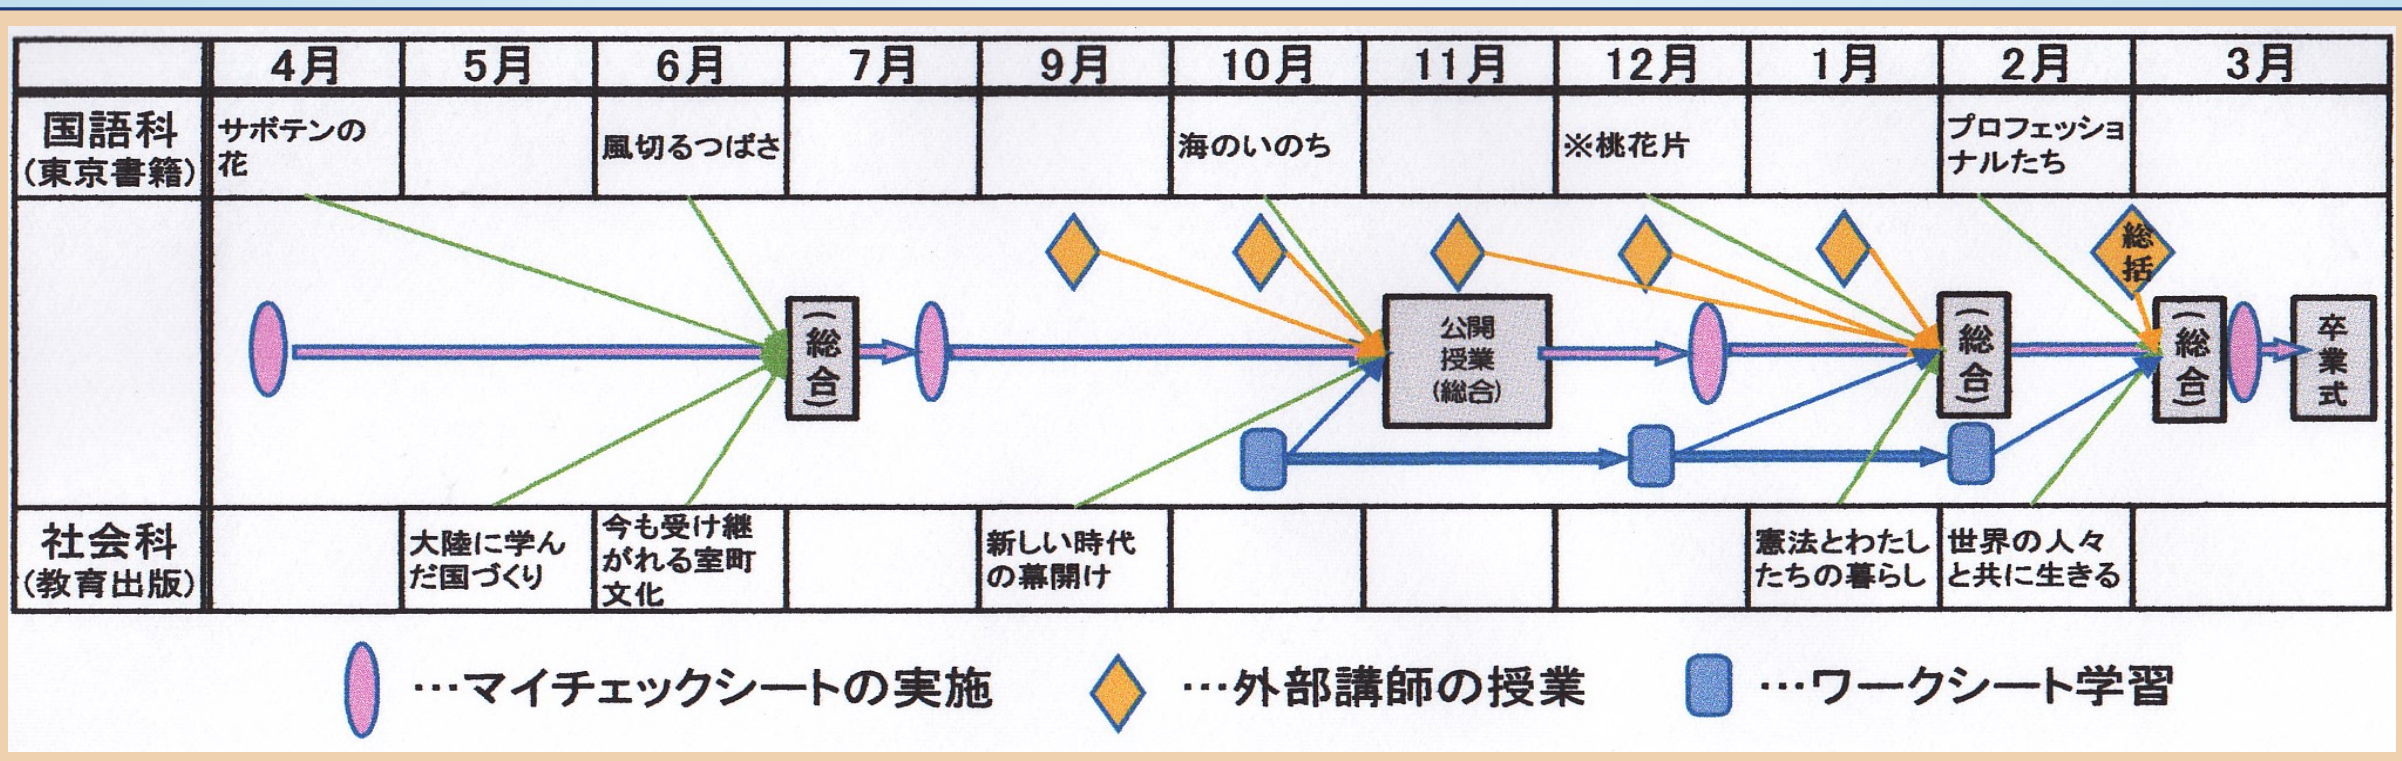 4月
5月
6月
7月
9月
10月
11月
12月
1月
2月
3月
国語科
(東京書籍)
サボテンの
花
風切るつばさ
海のいのち
※桃花片
プロフェッショ
ナルたち
総
括
(総合)
公開
授業
(総合)
(総合)
(総合)
卒
業
式
社会科
(教育出版)
大陸に学ん
だ国づくり
今も受け継
がれる室町
文化
新しい時代
の幕開け
憲法とわたし
たちの暮らし
世界の人々
と共に生きる
…マイチェックシートの実施
…外部講師の授業
…ワークシート学習